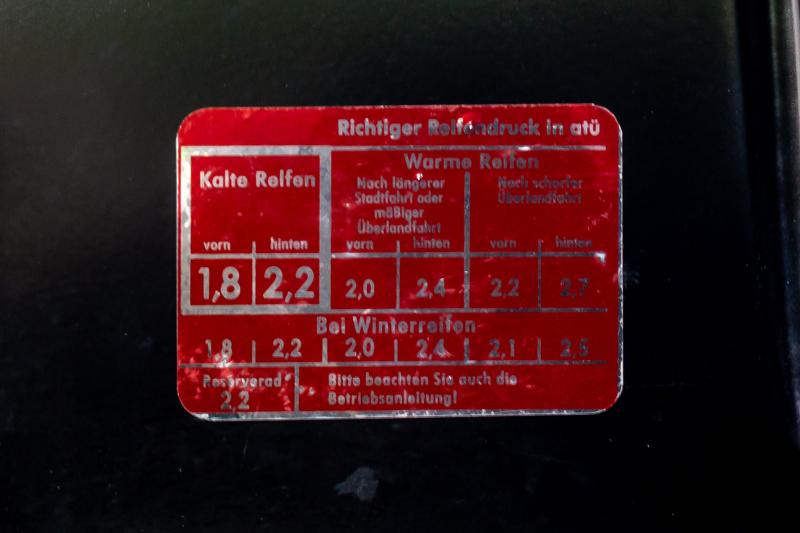 Richtiger Reifendruck in atü
Kalte Reifen
Warme Reifen
Nach längerer
Stadtfahrt oder
mäßiger
Überlandfahrt
Nach scharfer
Überlandfahrt
vorn hinten vorn hinten vorn hinten
1,8 2,2 2,0 2,4 2,2 2,7
Bei Winterreifen
1,8 2,2 2,0 2,4 2,1 2,5
Reserverad
2,2
Bitte beachten Sie auch die
Betriebsanleitung!